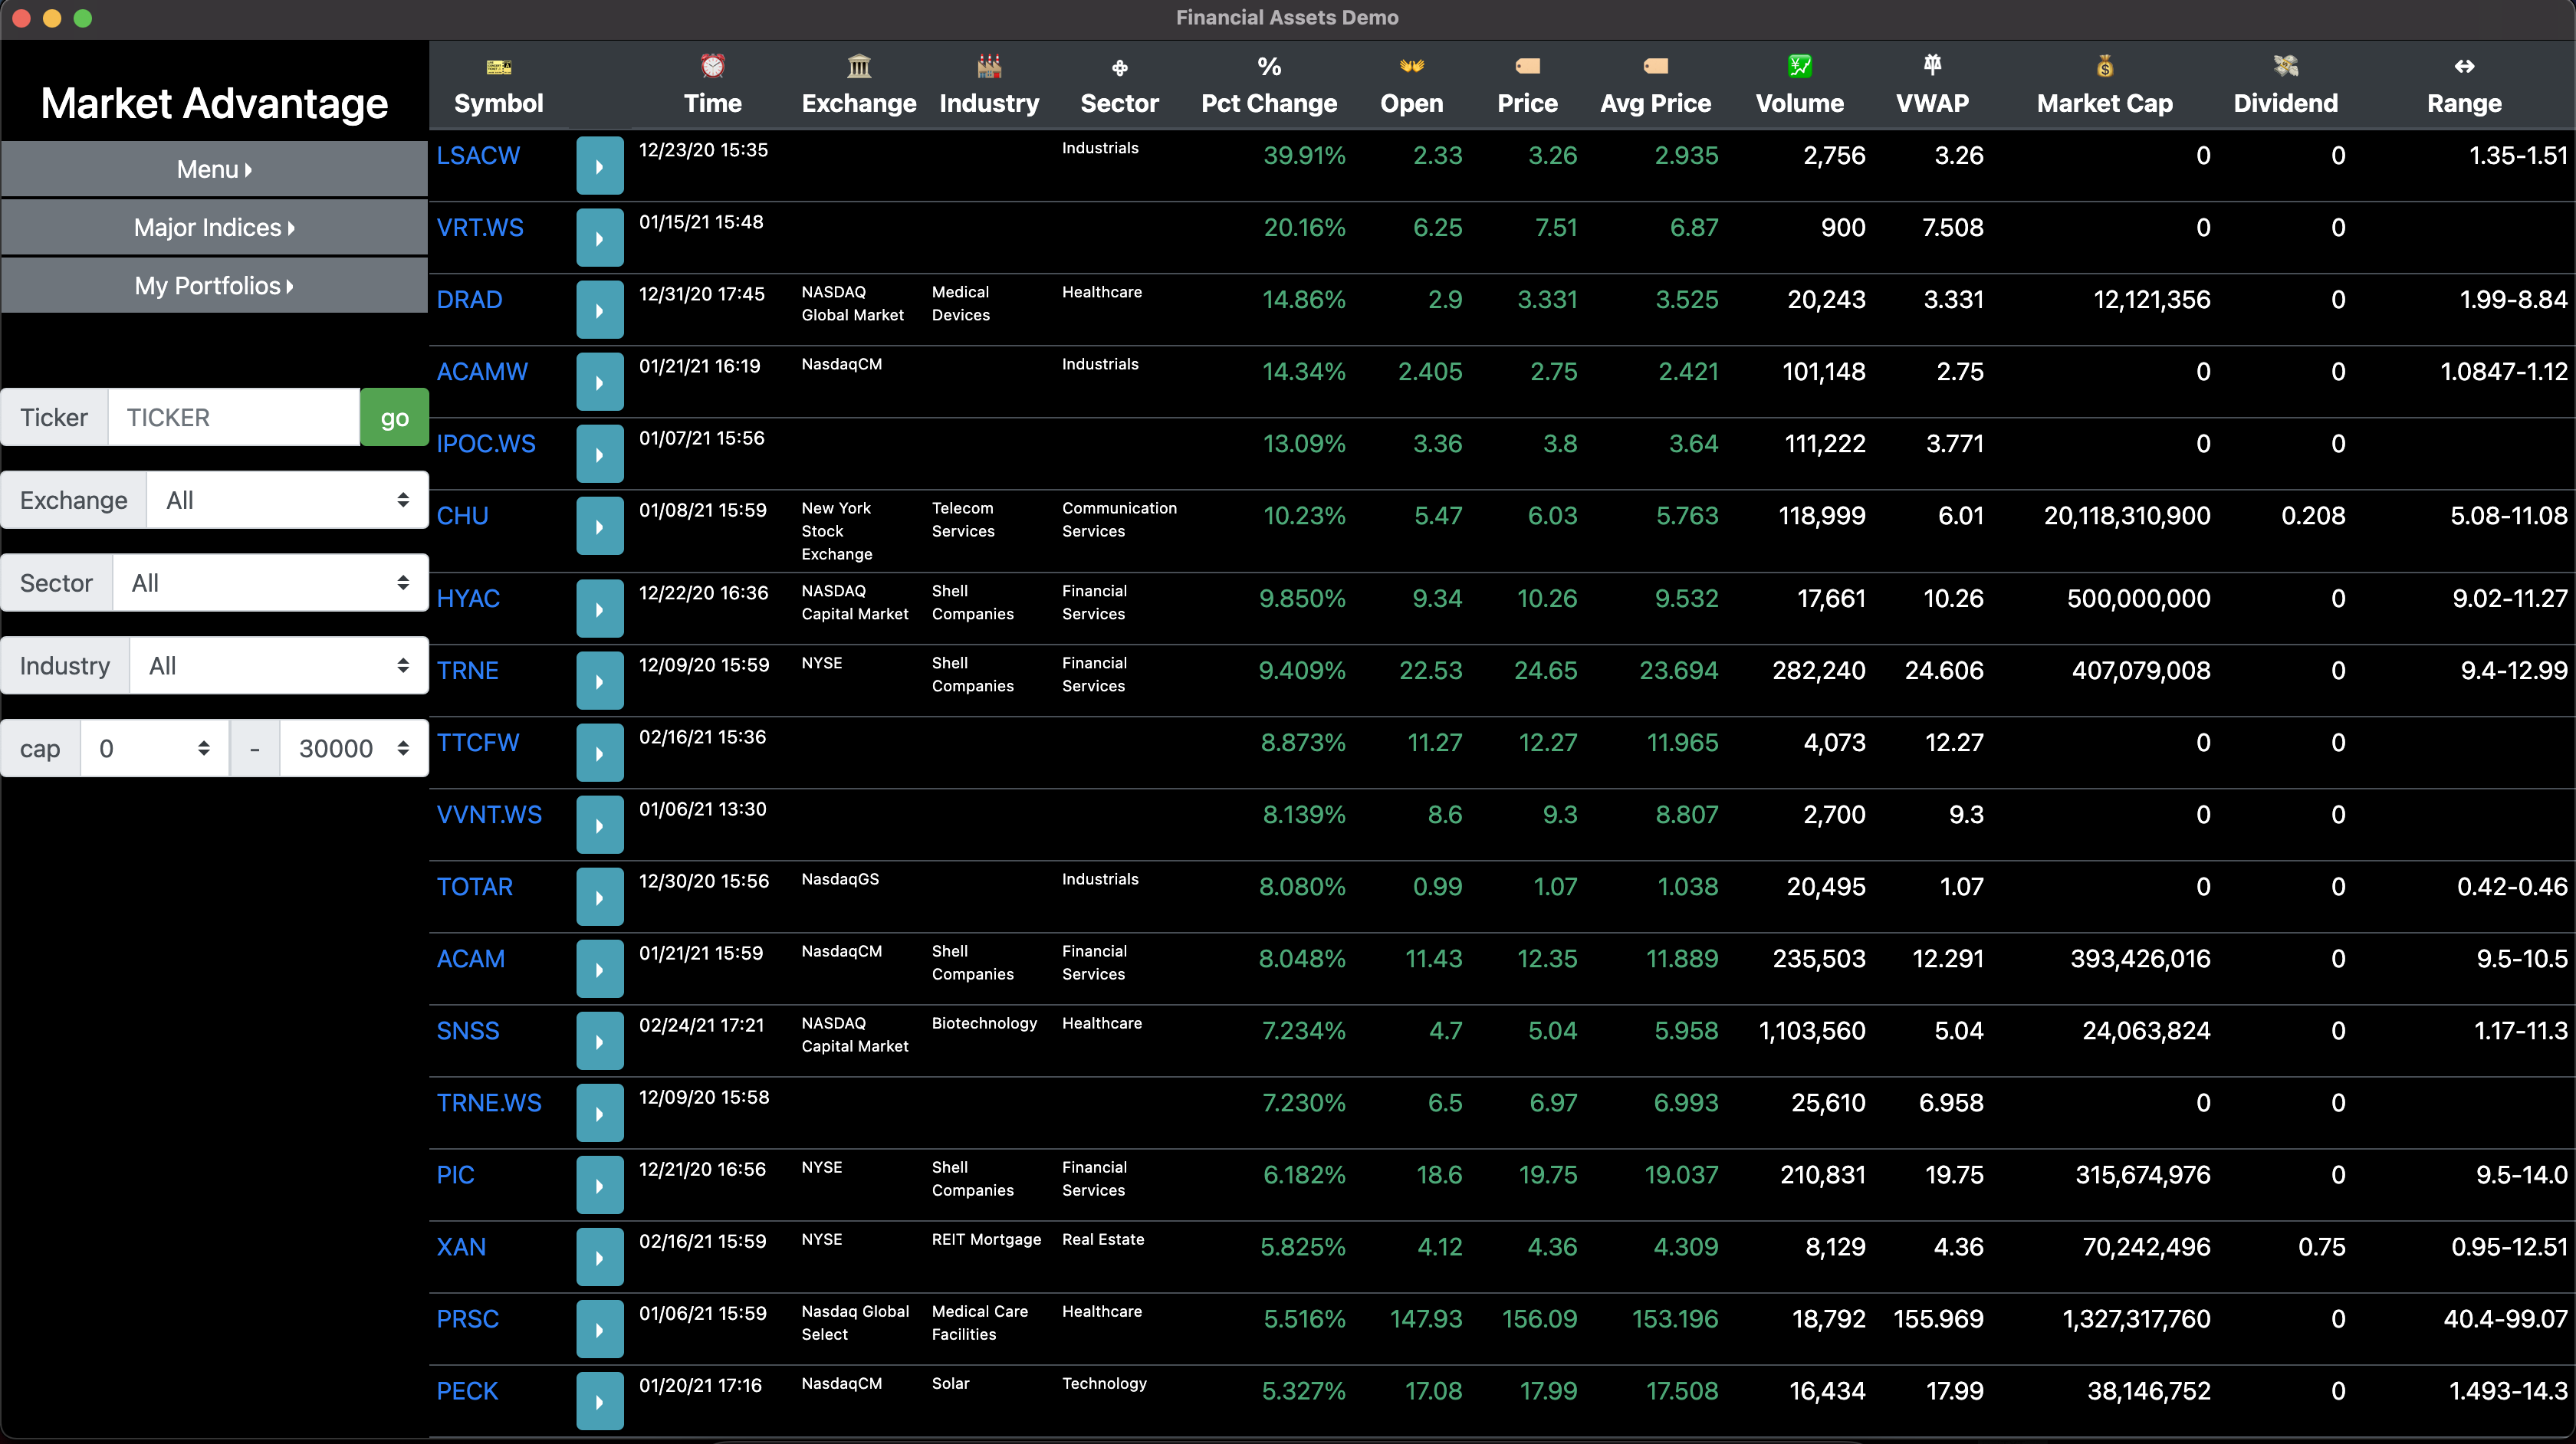 Financial Assets Demo
Market Advantage
Menu
Major Indices
My Portfolios
Ticker TICKER go
Exchange All
Sector All
Industry All
cap 0 - 30000
Symbol Time Exchange Industry Sector Pct Change Open Price Avg Price Volume VWAP Market Cap Dividend Range
LSACW 12/23/20 15:35 Industrials 39.91% 2.33 3.26 2.935 2,756 3.26 0 0 1.35-1.51
VRT.WS 01/15/21 15:48 20.16% 6.25 7.51 6.87 900 7.508 0 0
DRAD 12/31/20 17:45 NASDAQ Medical Healthcare 14.86% 2.9 3.331 3.525 20,243 3.331 12,121,356 0 1.99-8.84
Global Market Devices
ACAMW 01/21/21 16:19 NasdaqCM Industrials 14.34% 2.405 2.75 2.421 101,148 2.75 0 0 1.0847-1.12
IPOC.WS 01/07/21 15:56 13.09% 3.36 3.8 3.64 111,222 3.771 0 0
CHU 01/08/21 15:59 New York Telecom Communication 10.23% 5.47 6.03 5.763 118,999 6.01 20,118,310,900 0.208 5.08-11.08
Stock Services Services
Exchange
HYAC 12/22/20 16:36 NASDAQ Shell Financial 9.850% 9.34 10.26 9.532 17,661 10.26 500,000,000 0 9.02-11.27
Capital Market Companies Services
TRNE 12/09/20 15:59 NYSE Shell Financial 9.409% 22.53 24.65 23.694 282,240 24.606 407,079,008 0 9.4-12.99
Companies Services
TTCFW 02/16/21 15:36 8.873% 11.27 12.27 11.965 4,073 12.27 0 0
VVNT.WS 01/06/21 13:30 8.139% 8.6 9.3 8.807 2,700 9.3 0 0
TOTAR 12/30/20 15:56 NasdaqGS Industrials 8.080% 0.99 1.07 1.038 20,495 1.07 0 0 0.42-0.46
ACAM 01/21/21 15:59 NasdaqCM Shell Financial 8.048% 11.43 12.35 11.889 235,503 12.291 393,426,016 0 9.5-10.5
Companies Services
SNSS 02/24/21 17:21 NASDAQ Biotechnology Healthcare 7.234% 4.7 5.04 5.958 1,103,560 5.04 24,063,824 0 1.17-11.3
Capital Market
TRNE.WS 12/09/20 15:58 7.230% 6.5 6.97 6.993 25,610 6.958 0 0
PIC 12/21/20 16:56 NYSE Shell Financial 6.182% 18.6 19.75 19.037 210,831 19.75 315,674,976 0 9.5-14.0
Companies Services
XAN 02/16/21 15:59 NYSE REIT Mortgage Real Estate 5.825% 4.12 4.36 4.309 8,129 4.36 70,242,496 0.75 0.95-12.51
PRSC 01/06/21 15:59 Nasdaq Global Medical Care Healthcare 5.516% 147.93 156.09 153.196 18,792 155.969 1,327,317,760 0 40.4-99.07
Select Facilities
PECK 01/20/21 17:16 NasdaqCM Solar Technology 5.327% 17.08 17.99 17.508 16,434 17.99 38,146,752 0 1.493-14.3